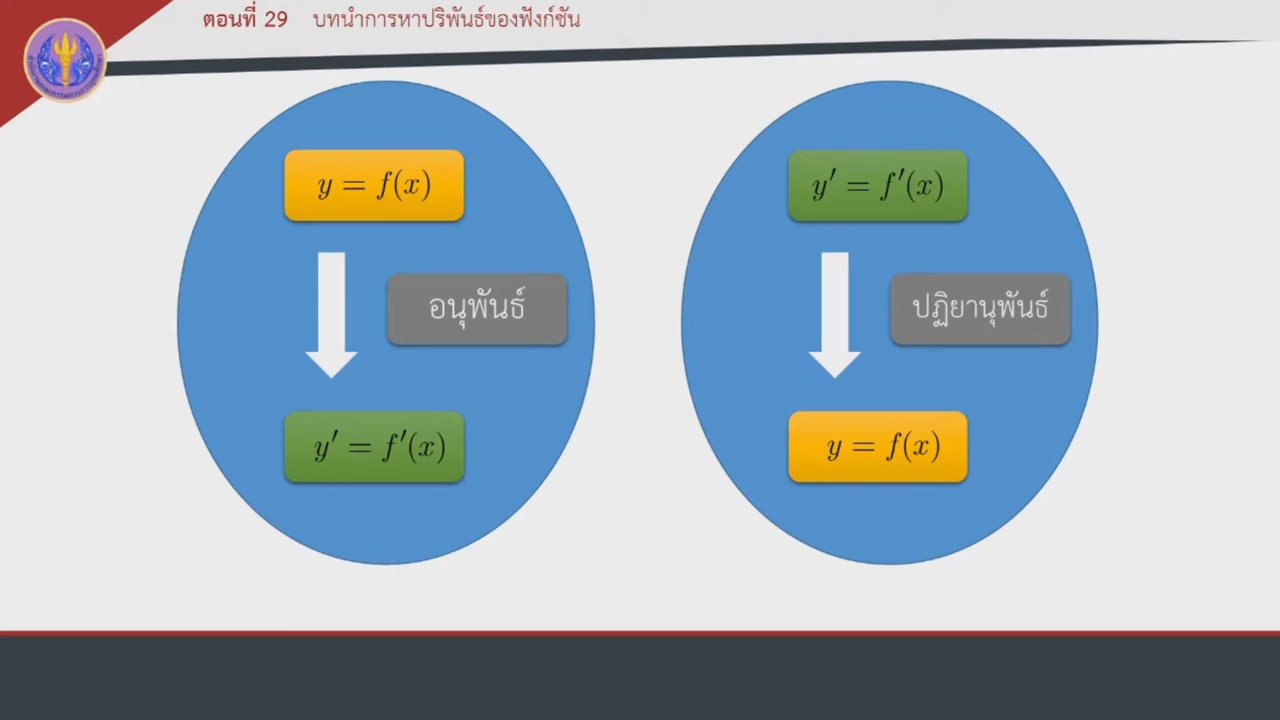 ตอนที่ 29 บทนำการหาปริพันธ์ของฟังก์ชัน
y = f(x)
อนุพันธ์
y′ = f′(x)
y′ = f′(x)
ปฏิยานุพันธ์
y = f(x)